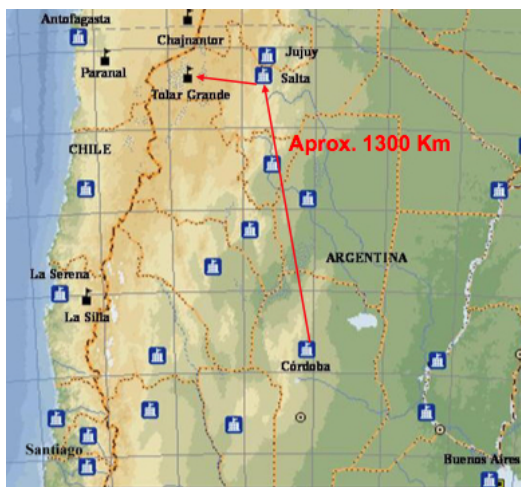 Antofagasta
Chajnantor
Jujuy
Paranal
Salta
Tolar Grande
Aprox. 1300 Km
CHILE
ARGENTINA
La Serena
La Silla
Córdoba
Santiago
Buenos Aires